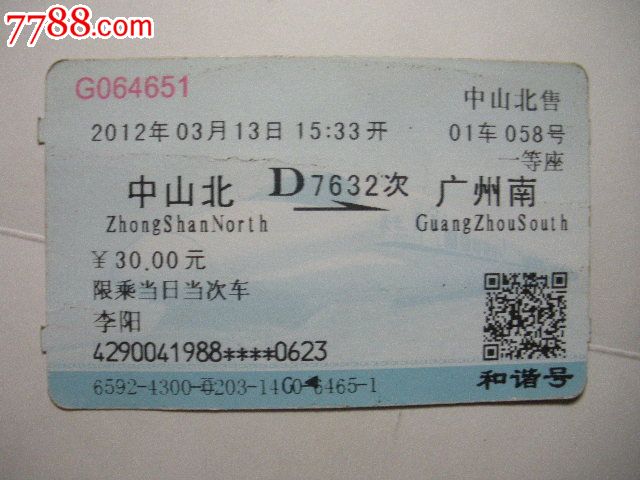 7788.com
G064651
中山北售
2012年03月13日 15:33开 01车 058号
一等座
中山北 D7632次 广州南
ZhongShanNorth GuangZhouSouth
￥30.00元
限乘当日当次车
李阳
4290041988****0623
和谐号